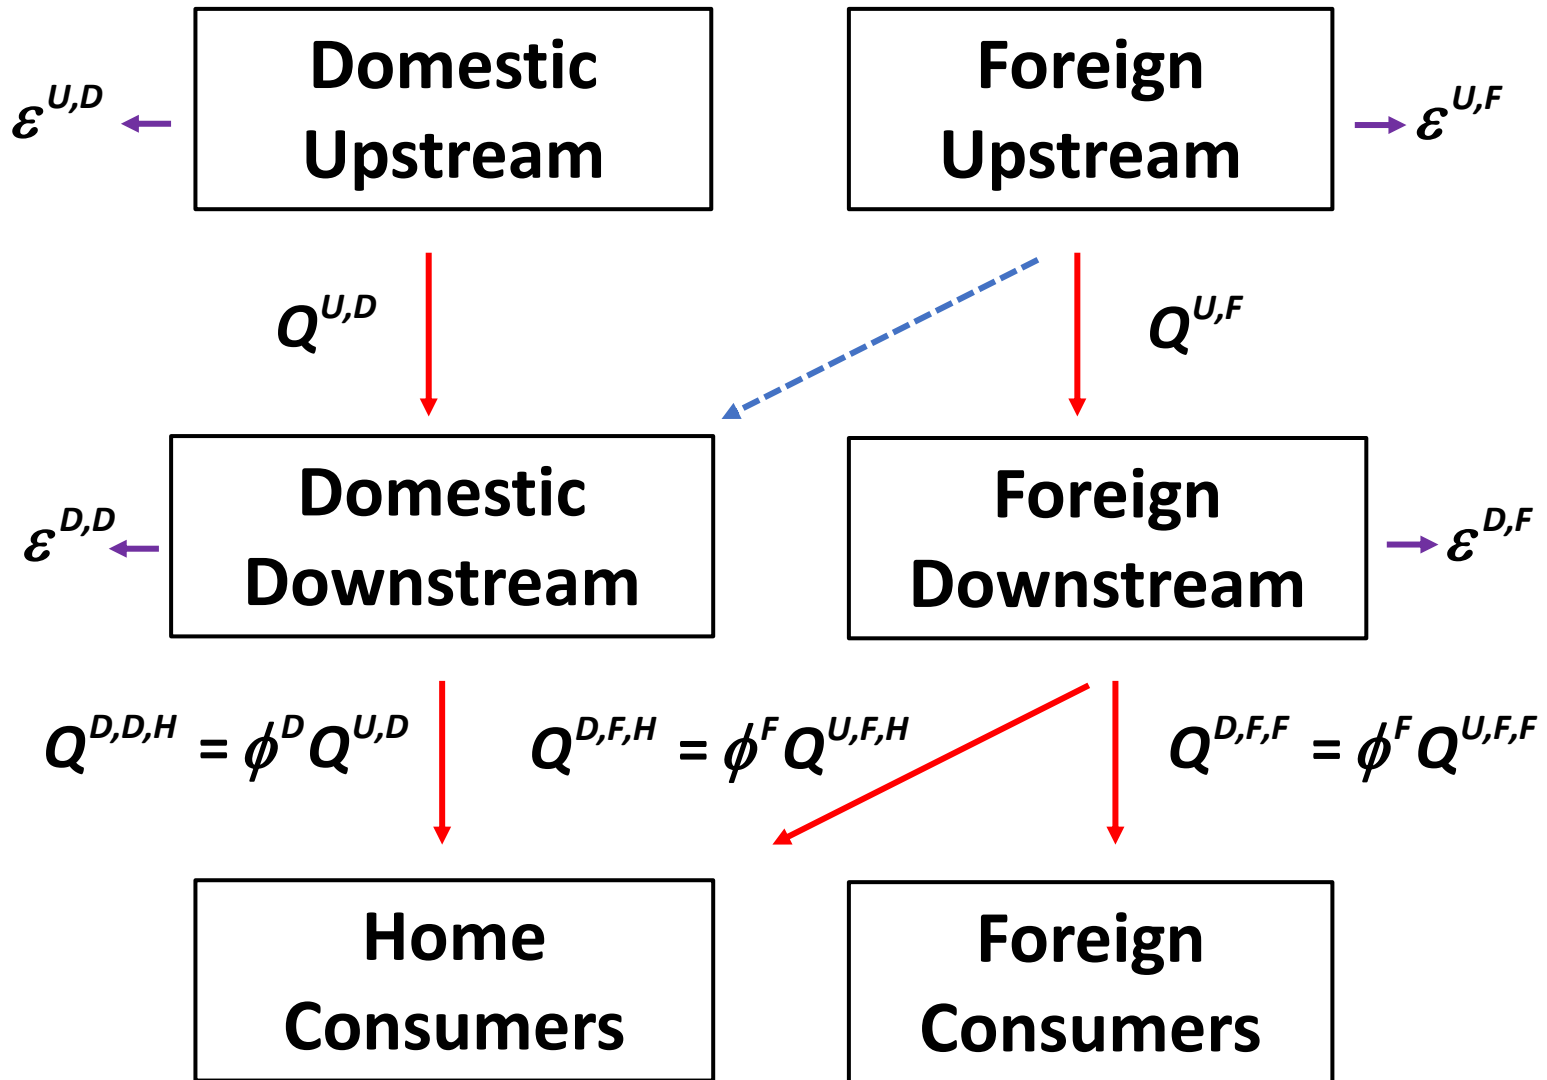 Domestic
Upstream
Foreign
Upstream
ε^{U,D}
ε^{U,F}
Q^{U,D}
Q^{U,F}
Domestic
Downstream
Foreign
Downstream
ε^{D,D}
ε^{D,F}
Q^{D,D,H} = ϕ^D Q^{U,D}
Q^{D,F,H} = ϕ^F Q^{U,F,H}
Q^{D,F,F} = ϕ^F Q^{U,F,F}
Home
Consumers
Foreign
Consumers